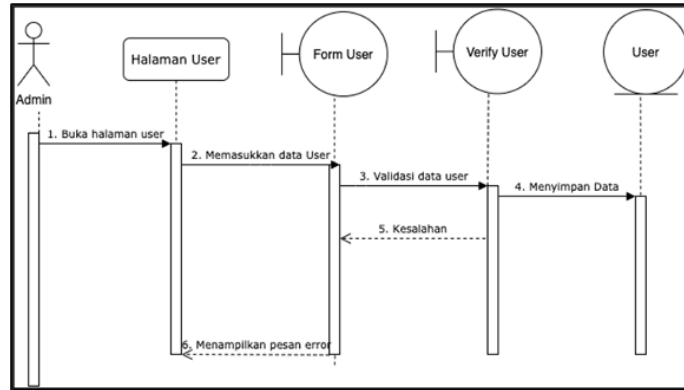 Admin
Halaman User
Form User
Verify User
User
1. Buka halaman user
2. Memasukkan data User
3. Validasi data user
4. Menyimpan Data
5. Kesalahan
6. Menampilkan pesan error